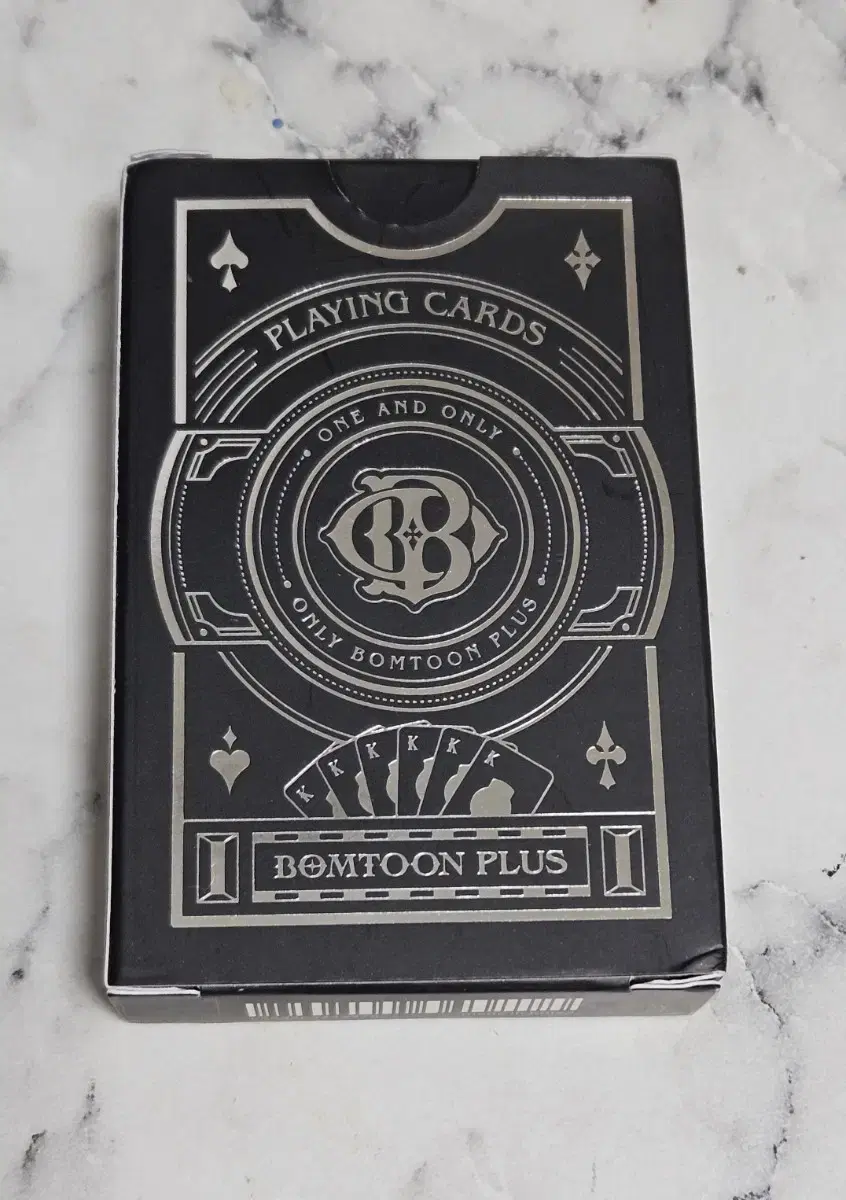 PLAYING CARDS
ONE AND ONLY
B
ONLY BOMTOON PLUS
K K K K K K
BOMTOON PLUS